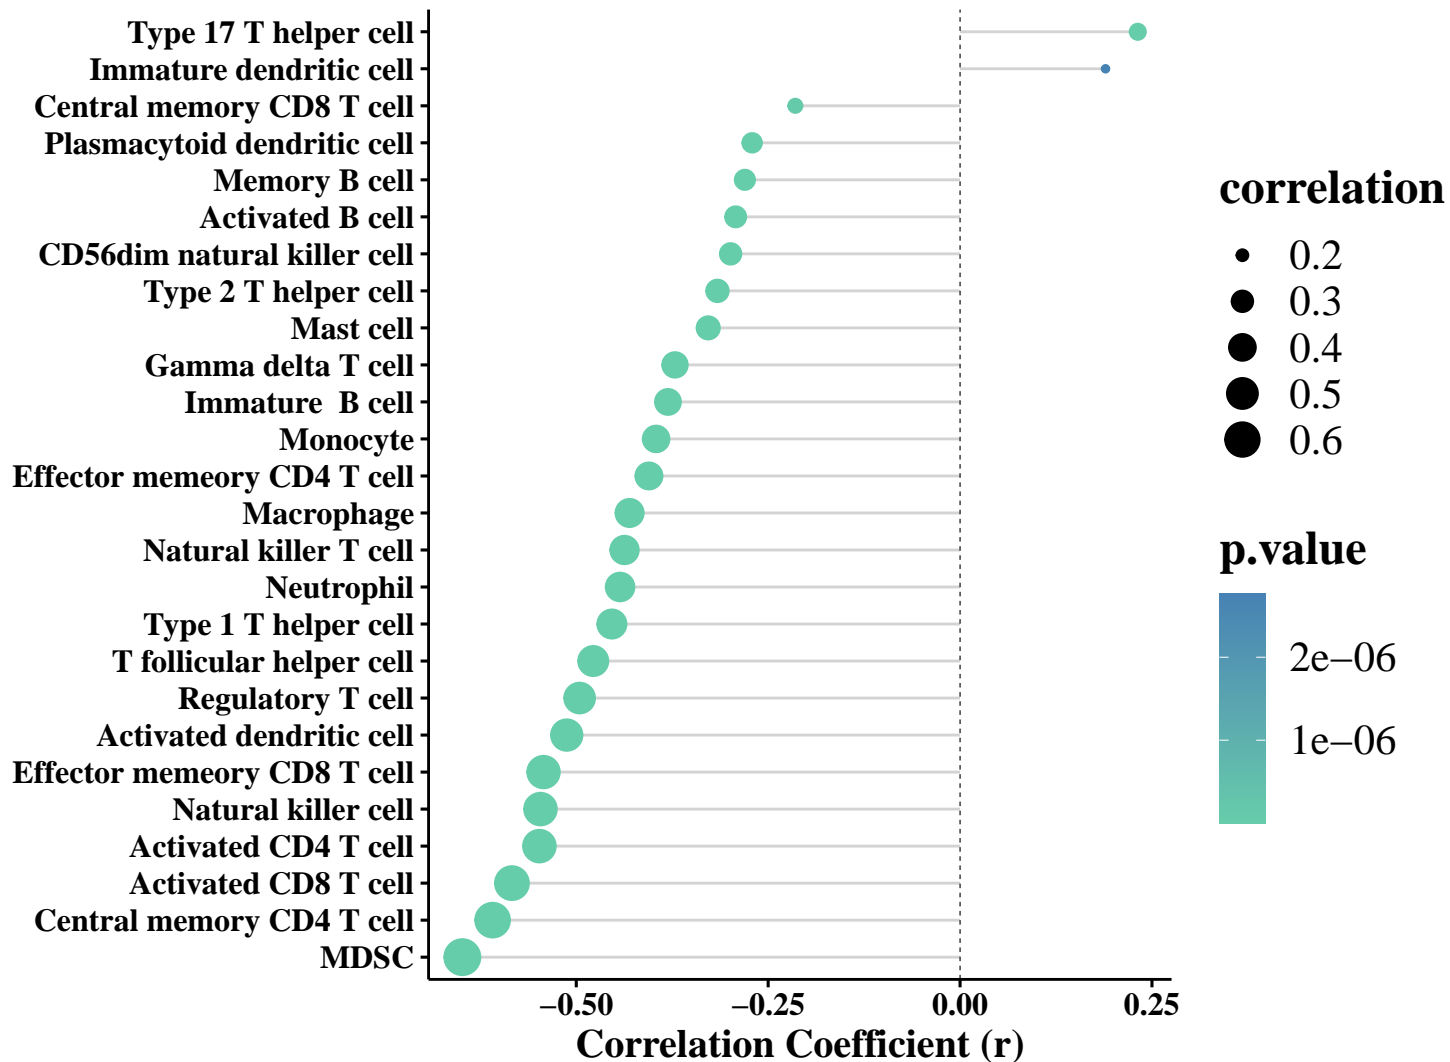 Type 17 T helper cell
Immature dendritic cell
Central memory CD8 T cell
Plasmacytoid dendritic cell
Memory B cell
Activated B cell
CD56dim natural killer cell
Type 2 T helper cell
Mast cell
Gamma delta T cell
Immature  B cell
Monocyte
Effector memeory CD4 T cell
Macrophage
Natural killer T cell
Neutrophil
Type 1 T helper cell
T follicular helper cell
Regulatory T cell
Activated dendritic cell
Effector memeory CD8 T cell
Natural killer cell
Activated CD4 T cell
Activated CD8 T cell
Central memory CD4 T cell
MDSC
−0.50 −0.25 0.00 0.25
Correlation Coefficient (r)
correlation
0.2
0.3
0.4
0.5
0.6
p.value
2e−06
1e−06